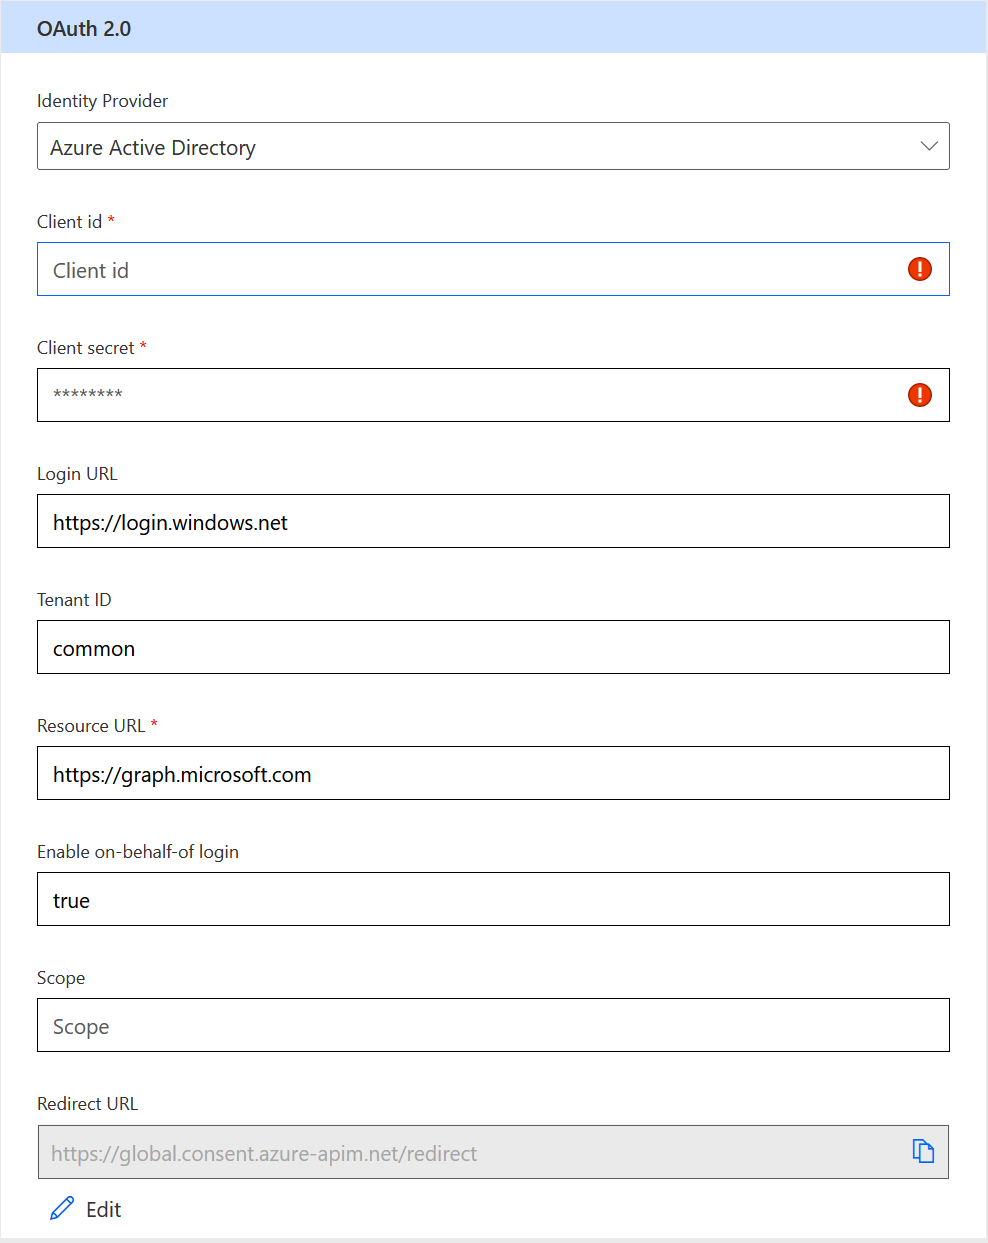 OAuth 2.0
Identity Provider
Azure Active Directory
Client id *
Client id
Client secret *
********
Login URL
https://login.windows.net
Tenant ID
common
Resource URL *
https://graph.microsoft.com
Enable on-behalf-of login
true
Scope
Scope
Redirect URL
https://global.consent.azure-apim.net/redirect
Edit